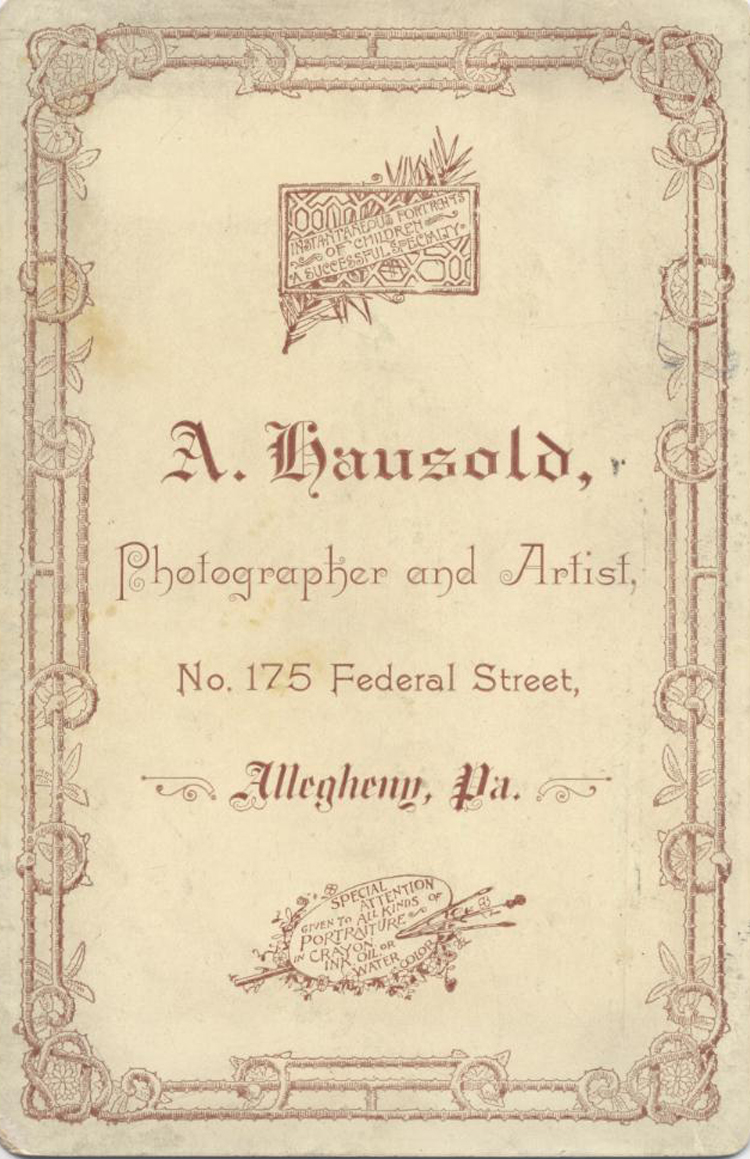 INSTANTANEOUS PORTRAITS
OF CHILDREN
A SUCCESSFUL SPECIALTY.
A. Hausold,
Photographer and Artist,
No. 175 Federal Street,
Allegheny, Pa.
SPECIAL
ATTENTION
GIVEN TO ALL KINDS OF
PORTRAITURE
IN CRAYON
INK OIL OR
WATER COLOR